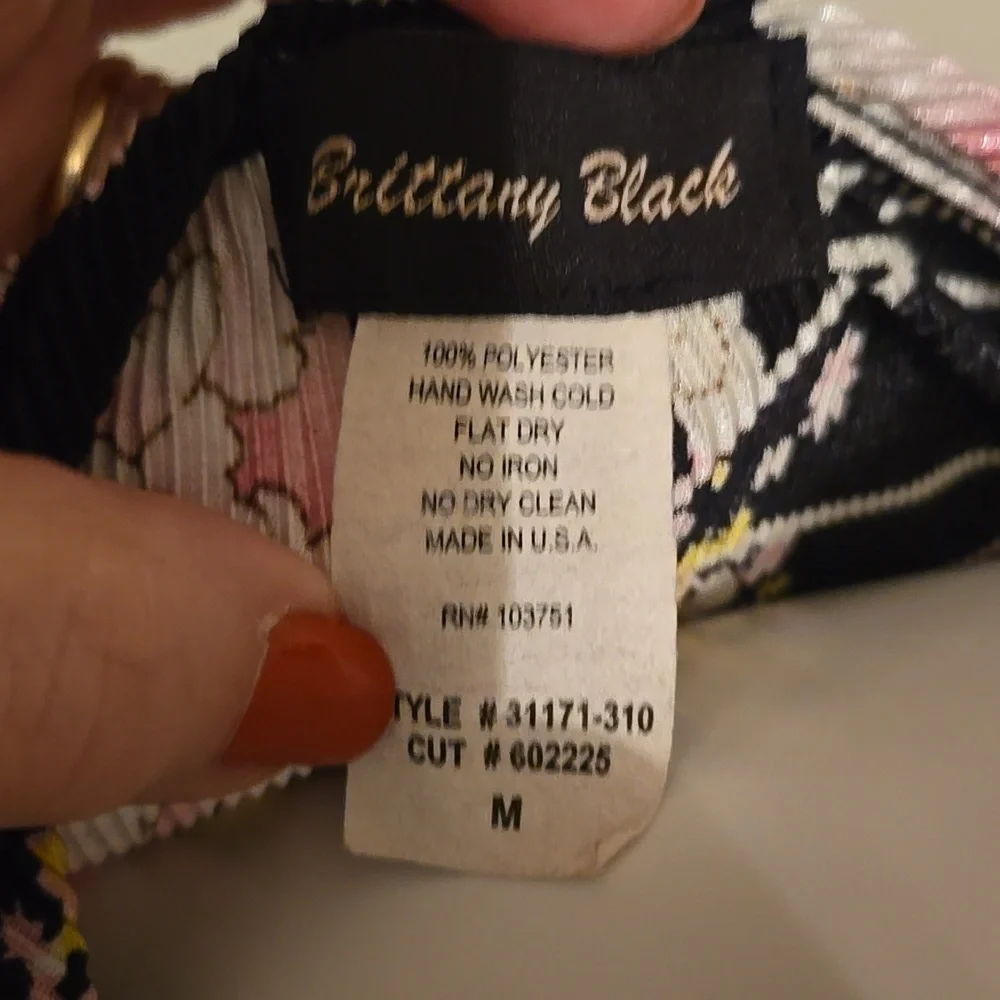 Brittany Black
100% POLYESTER
HAND WASH COLD
FLAT DRY
NO IRON
NO DRY CLEAN
MADE IN U.S.A.
RN# 103751
TYLE # 31171-310
CUT # 602225
M